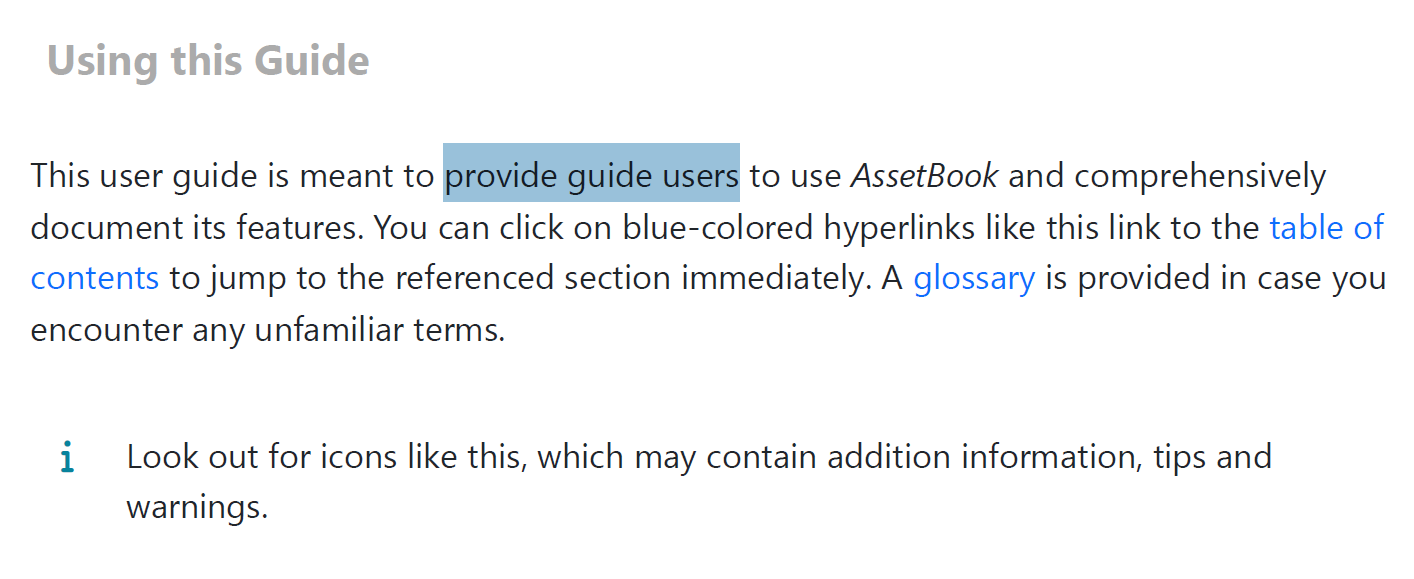 Using this Guide
This user guide is meant to provide guide users to use AssetBook and comprehensively
document its features. You can click on blue-colored hyperlinks like this link to the table of
contents to jump to the referenced section immediately. A glossary is provided in case you
encounter any unfamiliar terms.
i Look out for icons like this, which may contain addition information, tips and
warnings.